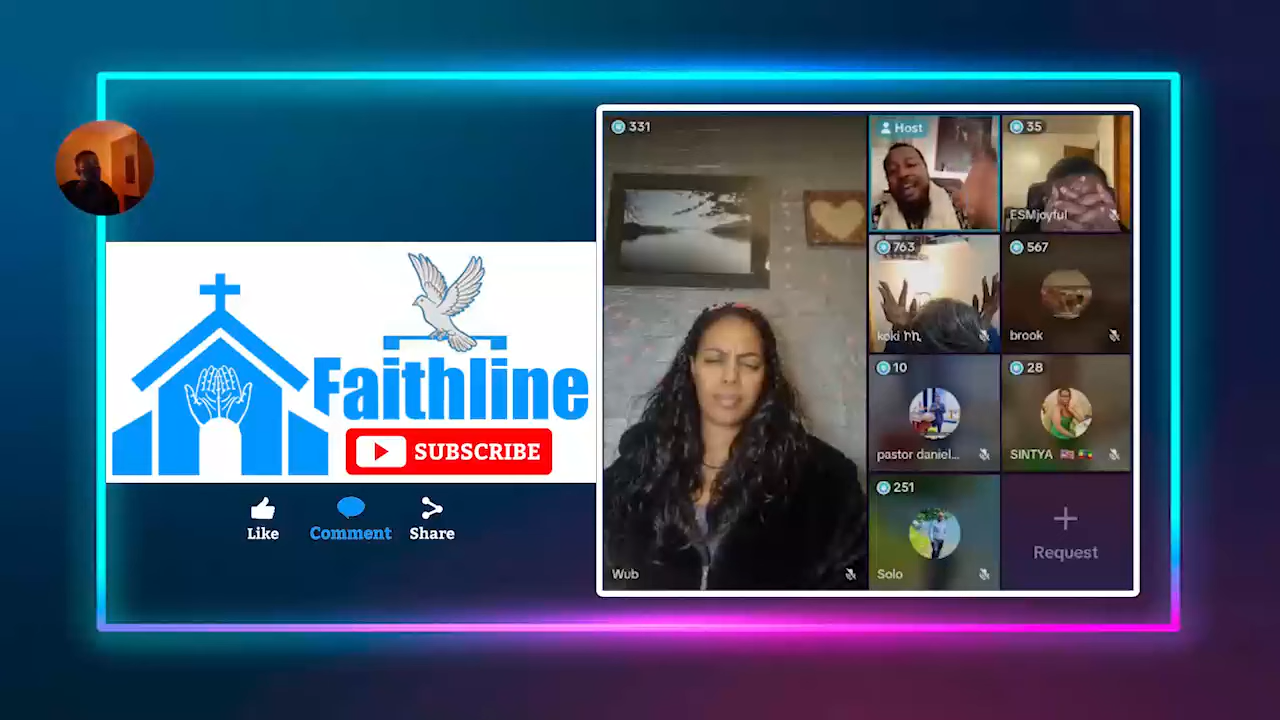 Faithline
SUBSCRIBE
Like
Comment
Share
331
Wub
Host
35
ESMjoyful
763
koki ኮኪ
567
brook
10
pastor daniel...
28
SINTYA 🇺🇸 🇪🇹
251
Solo
Request